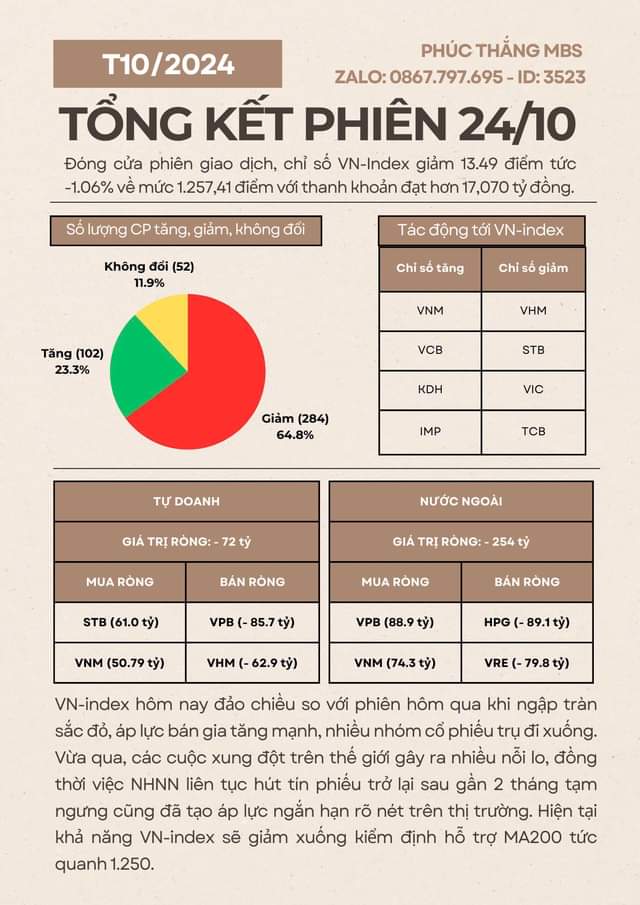 T10/2024
PHÚC THẮNG MBS
ZALO: 0867.797.695 - ID: 3523
TỔNG KẾT PHIÊN 24/10
Đóng cửa phiên giao dịch, chỉ số VN-Index giảm 13.49 điểm tức
-1.06% về mức 1.257,41 điểm với thanh khoản đạt hơn 17,070 tỷ đồng.
Số lượng CP tăng, giảm, không đổi
Không đổi (52)
11.9%
Tăng (102)
23.3%
Giảm (284)
64.8%
Tác động tới VN-index
Chỉ số tăng Chỉ số giảm
VNM VHM
VCB STB
KDH VIC
IMP TCB
TỰ DOANH
GIÁ TRỊ RÒNG: - 72 tỷ
MUA RÒNG BÁN RÒNG
STB (61.0 tỷ) VPB (- 85.7 tỷ)
VNM (50.79 tỷ) VHM (- 62.9 tỷ)
NƯỚC NGOÀI
GIÁ TRỊ RÒNG: - 254 tỷ
MUA RÒNG BÁN RÒNG
VPB (88.9 tỷ) HPG (- 89.1 tỷ)
VNM (74.3 tỷ) VRE (- 79.8 tỷ)
VN-index hôm nay đảo chiều so với phiên hôm qua khi ngập tràn
sắc đỏ, áp lực bán gia tăng mạnh, nhiều nhóm cổ phiếu trụ đi xuống.
Vừa qua, các cuộc xung đột trên thế giới gây ra nhiều nỗi lo, đồng
thời việc NHNN liên tục hút tín phiếu trở lại sau gần 2 tháng tạm
ngưng cũng đã tạo áp lực ngắn hạn rõ nét trên thị trường. Hiện tại
khả năng VN-index sẽ giảm xuống kiểm định hỗ trợ MA200 tức
quanh 1.250.